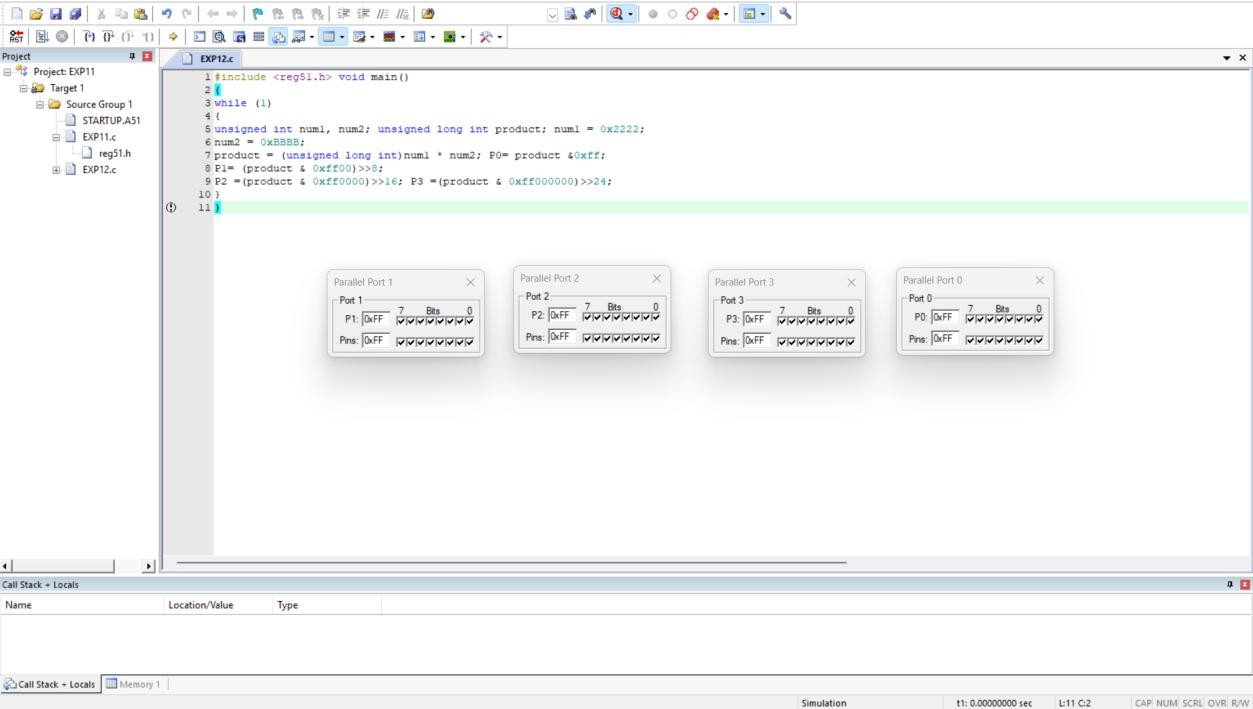 Project
EXP12.c
Project: EXP11
Target 1
Source Group 1
STARTUP.A51
EXP11.c
reg51.h
EXP12.c
1 #include <reg51.h> void main()
2 {
3 while (1)
4 {
5 unsigned int num1, num2; unsigned long int product; num1 = 0x2222;
6 num2 = 0xBBBB;
7 product = (unsigned long int)num1 * num2; P0= product &0xff;
8 P1= (product & 0xff00)>>8;
9 P2 =(product & 0xff0000)>>16; P3 =(product & 0xff000000)>>24;
10 }
11 }
Parallel Port 1
Port 1
7 Bits 0
P1: 0xFF
Pins: 0xFF
Parallel Port 2
Port 2
7 Bits 0
P2: 0xFF
Pins: 0xFF
Parallel Port 3
Port 3
7 Bits 0
P3: 0xFF
Pins: 0xFF
Parallel Port 0
Port 0
7 Bits 0
P0: 0xFF
Pins: 0xFF
Call Stack + Locals
Name Location/Value Type
Call Stack + Locals Memory 1
Simulation t1: 0.00000000 sec L:11 C:2 CAP NUM SCRL OVR R/W